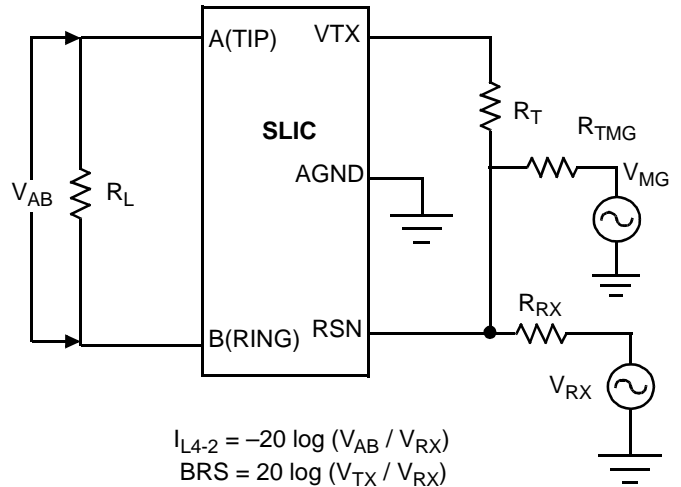 A(TIP)
VTX
SLIC
R_T
R_TMG
V_MG
AGND
V_AB
R_L
R_RX
B(RING)
RSN
V_RX
I_L4-2 = –20 log (V_AB / V_RX)
BRS = 20 log (V_TX / V_RX)